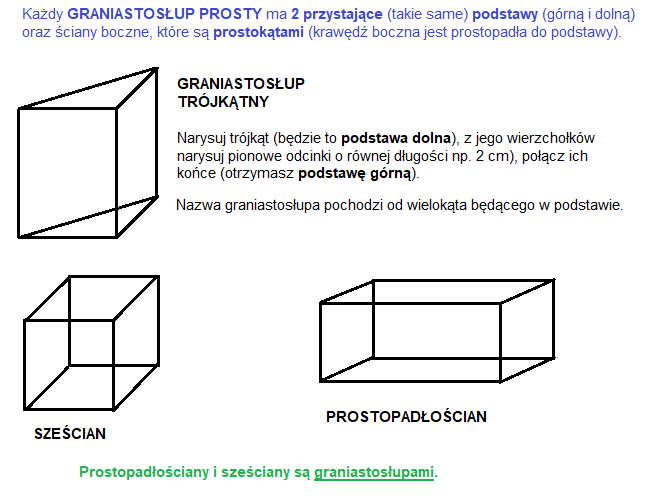 Każdy GRANIASTOSŁUP PROSTY ma 2 przystające (takie same) podstawy (górną i dolną)
oraz ściany boczne, które są prostokątami (krawędź boczna jest prostopadła do podstawy).
GRANIASTOSŁUP
TRÓJKĄTNY
Narysuj trójkąt (będzie to podstawa dolna), z jego wierzchołków
narysuj pionowe odcinki o równej długości np. 2 cm), połącz ich
końce (otrzymasz podstawę górną).
Nazwa graniastosłupa pochodzi od wielokąta będącego w podstawie.
SZEŚCIAN
PROSTOPADŁOŚCIAN
Prostopadłościany i sześciany są graniastosłupami.